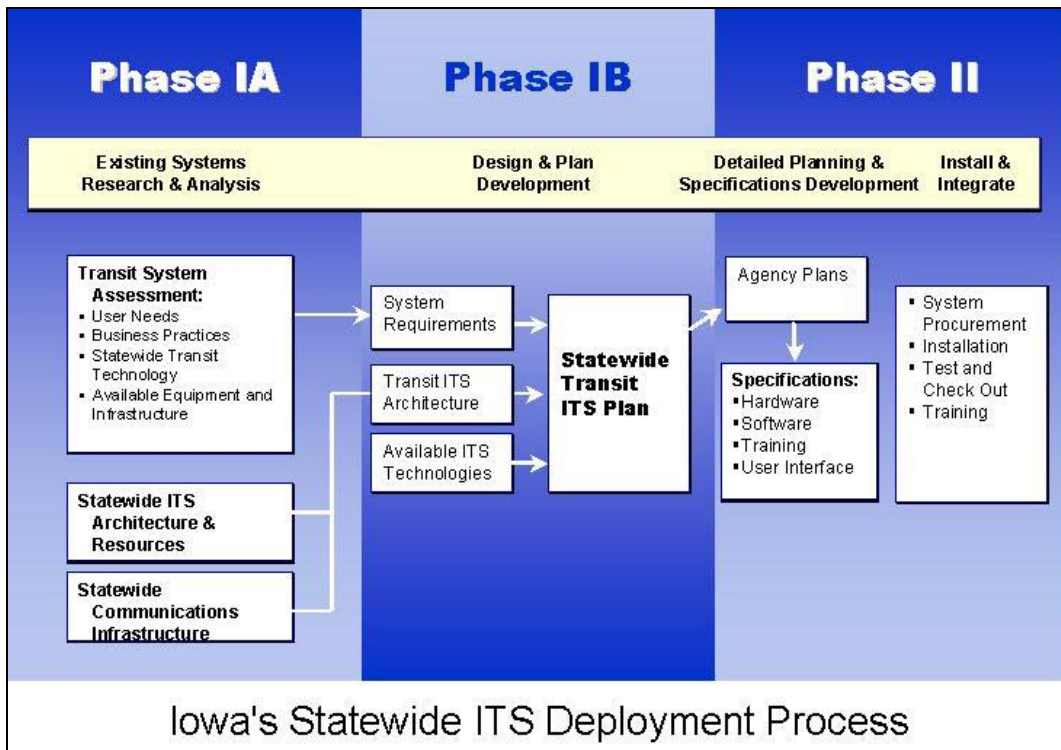 Phase IA
Phase IB
Phase II
Existing Systems
Research & Analysis
Design & Plan
Development
Detailed Planning &
Specifications Development
Install &
Integrate
Transit System
Assessment:
▪ User Needs
▪ Business Practices
▪ Statewide Transit
Technology
▪ Available Equipment and
Infrastructure
Statewide ITS
Architecture &
Resources
Statewide
Communications
Infrastructure
System
Requirements
Transit ITS
Architecture
Available ITS
Technologies
Statewide
Transit
ITS Plan
Agency Plans
Specifications:
▪Hardware
▪Software
▪Training
▪User Interface
▪ System
Procurement
▪ Installation
▪ Test and
Check Out
▪ Training
Iowa's Statewide ITS Deployment Process